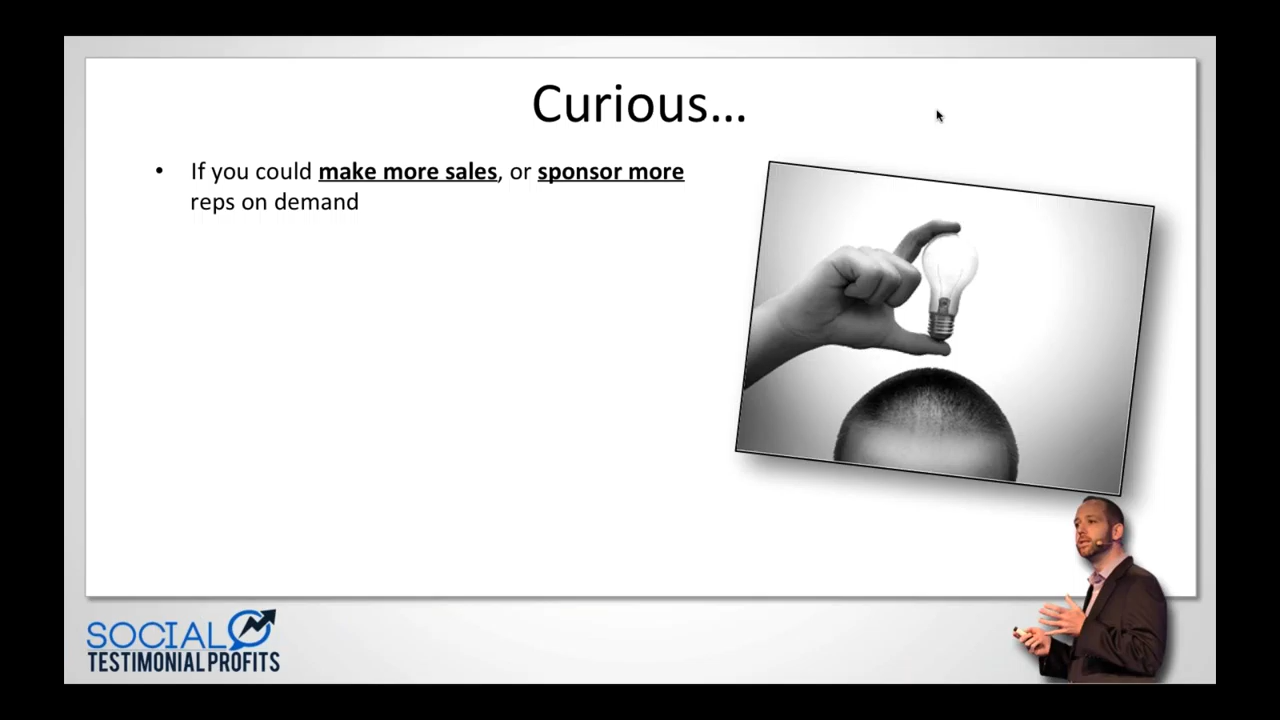 Curious...
• If you could make more sales, or sponsor more
reps on demand
SOCIAL
TESTIMONIAL PROFITS